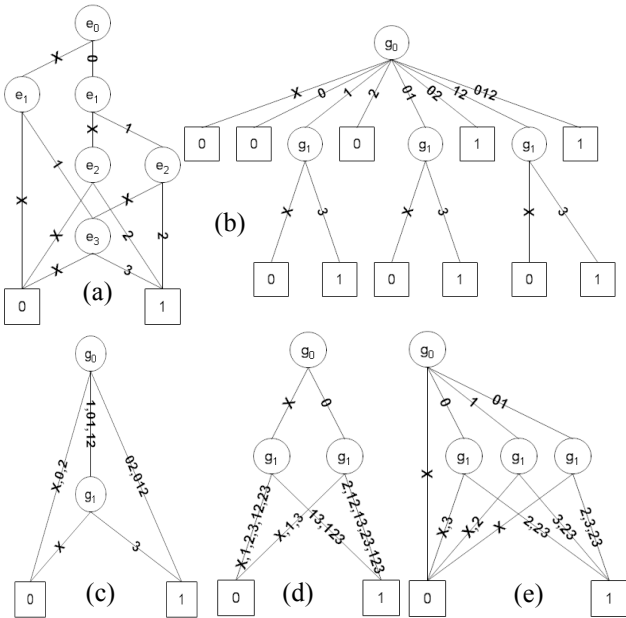 e0
X 0
e1 e1
X 1
X 1 e2 e2
X X 2 2
e3
X 3
0 1
(a)
g0
X 0 1 2 01 02 12 012
0 0 g1 0 g1 1 g1 1
X 3 X 3 X 3
0 1 0 1 0 1
(b)
g0
X,0,2 1,01,12 02,012
g1
X 3
0 1
(c)
g0
X 0
g1 g1
X,1,2,3,12,23 X,1,3 13,123 2,12,13,23,123
0 1
(d)
g0
X 0 1 01
g1 g1 g1
X,3 X,2 X 2,23 3,23 2,3,23
0 1
(e)